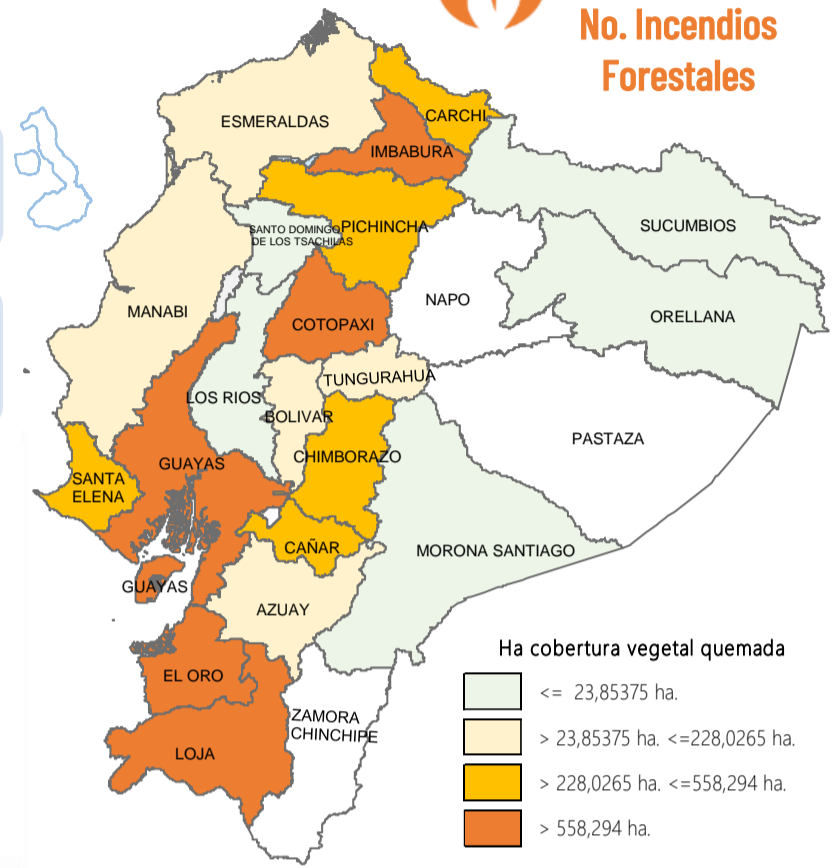 No. Incendios
Forestales
ESMERALDAS
CARCHI
IMBABURA
SANTO DOMINGO
DE LOS TSACHILAS
PICHINCHA
SUCUMBIOS
NAPO
ORELLANA
MANABI
COTOPAXI
TUNGURAHUA
LOS RIOS
BOLIVAR
PASTAZA
CHIMBORAZO
GUAYAS
SANTA
ELENA
CAÑAR
MORONA SANTIAGO
GUAYAS
AZUAY
EL ORO
ZAMORA
CHINCHIPE
LOJA
Ha cobertura vegetal quemada
<= 23,85375 ha.
> 23,85375 ha. <=228,0265 ha.
> 228,0265 ha. <=558,294 ha.
> 558,294 ha.